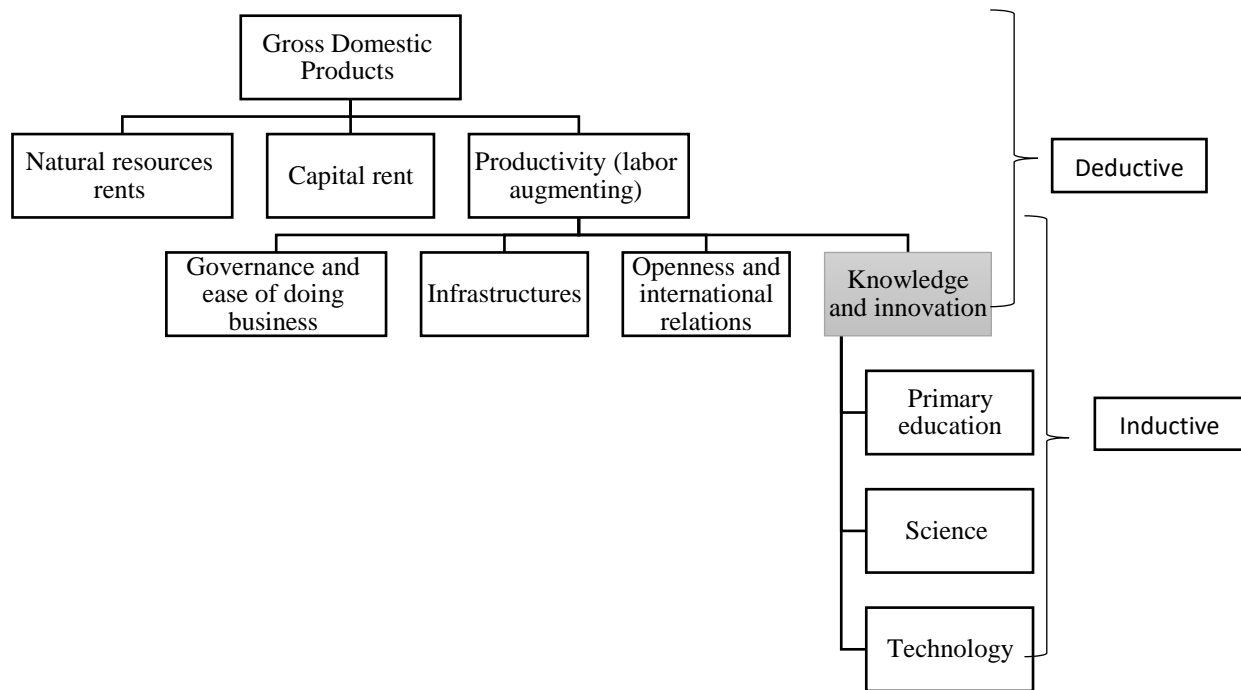 Gross Domestic
Products
Natural resources
rents
Capital rent
Productivity (labor
augmenting)
Deductive
Governance and
ease of doing
business
Infrastructures
Openness and
international
relations
Knowledge
and innovation
Primary
education
Inductive
Science
Technology